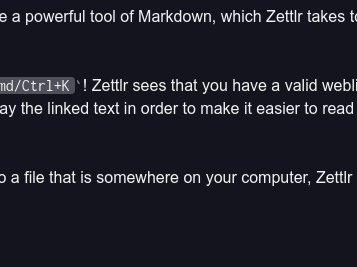 e a powerful tool of Markdown, which Zettlr takes t
md/Ctrl+K`! Zettlr sees that you have a valid webli
ay the linked text in order to make it easier to read
o a file that is somewhere on your computer, Zettlr